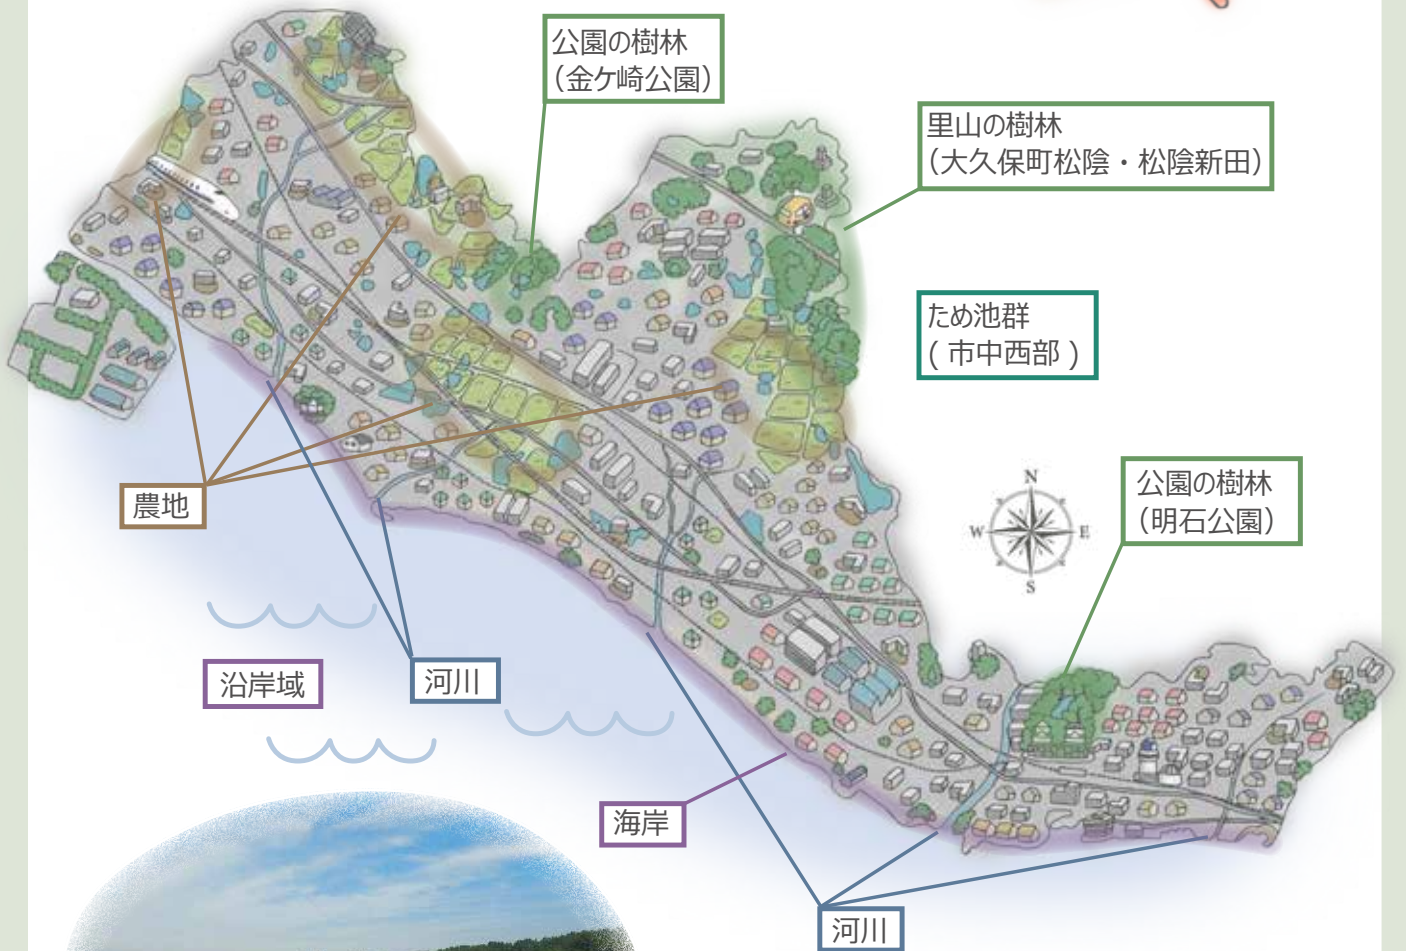 公園の樹林
（金ケ崎公園）
里山の樹林
（大久保町松陰・松陰新田）
ため池群
( 市中西部 )
農地
公園の樹林
（明石公園）
N
W
E
S
沿岸域
河川
海岸
河川